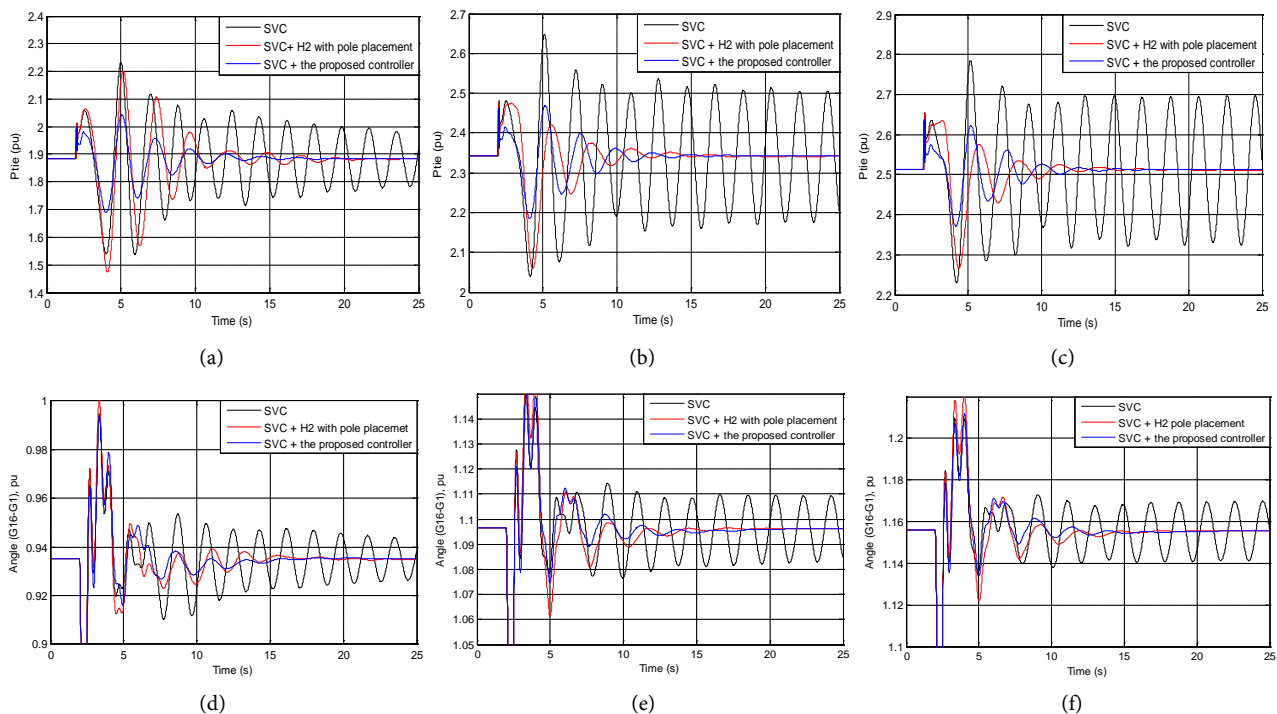 2.4
2.3
2.2
2.1
2
1.9
1.8
1.7
1.6
1.5
1.4
Ptie (pu)
SVC
SVC+ H2 with pole placement
SVC + the proposed controller
0 5 10 15 20 25
Time (s)
(a)
2.7
2.6
2.5
2.4
2.3
2.2
2.1
2
Ptie (pu)
SVC
SVC + H2 with pole placement
SVC + the proposed controller
0 5 10 15 20 25
Time (s)
(b)
2.9
2.8
2.7
2.6
2.5
2.4
2.3
2.2
Ptie (pu)
SVC
SVC + H2 with pole placement
SVC + the proposed controller
0 5 10 15 20 25
Time (s)
(c)
1
0.98
0.96
0.94
0.92
0.9
Angle (G16-G1), pu
SVC
SVC + H2 with pole placemet
SVC + the proposed controller
0 5 10 15 20 25
Time (s)
(d)
1.14
1.13
1.12
1.11
1.1
1.09
1.08
1.07
1.06
1.05
Angle (G16-G1), pu
SVC
SVC + H2 with pole placement
SVC + the proposed controller
0 5 10 15 20 25
Time (s)
(e)
1.2
1.18
1.16
1.14
1.12
1.1
Angle (G16-G1), pu
SVC
SVC + H2 pole placement
SVC + the proposed controller
0 5 10 15 20 25
Time (s)
(f)